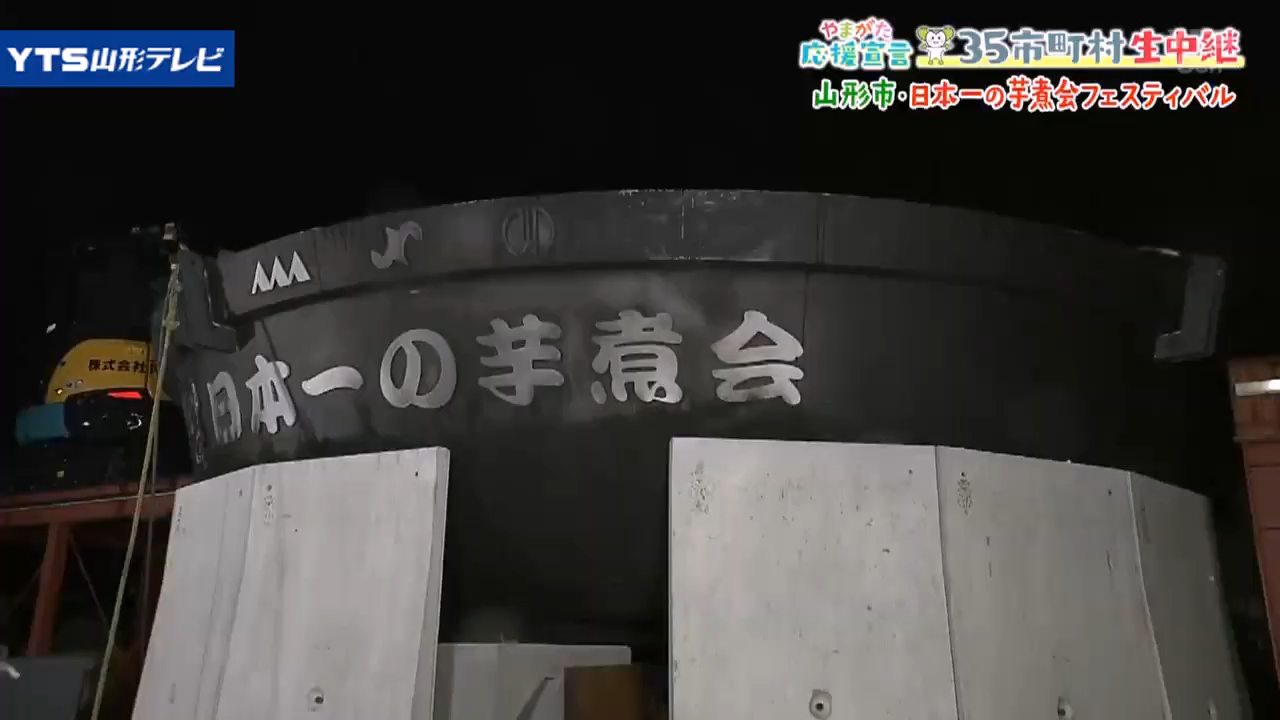 YTS山形テレビ
やまがた
応援宣言
35市町村生中継
山形市・日本一の芋煮会フェスティバル
日本一の芋煮会
株式会社